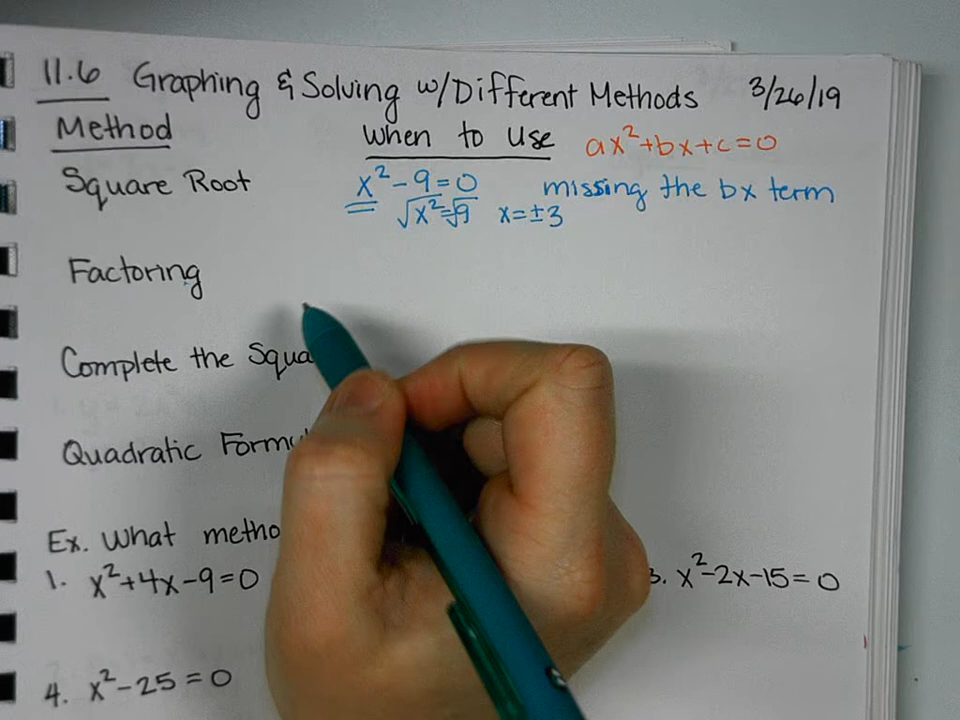 11.6 Graphing & Solving w/Different Methods 3/26/19
Method When to Use ax²+bx+c=0
Square Root x²-9=0 missing the bx term
√x²=√9 x=±3
Factoring
Complete the Squa
Quadratic Formu
Ex. What metho
1. x²+4x-9=0 3. x²-2x-15=0
4. x²-25=0